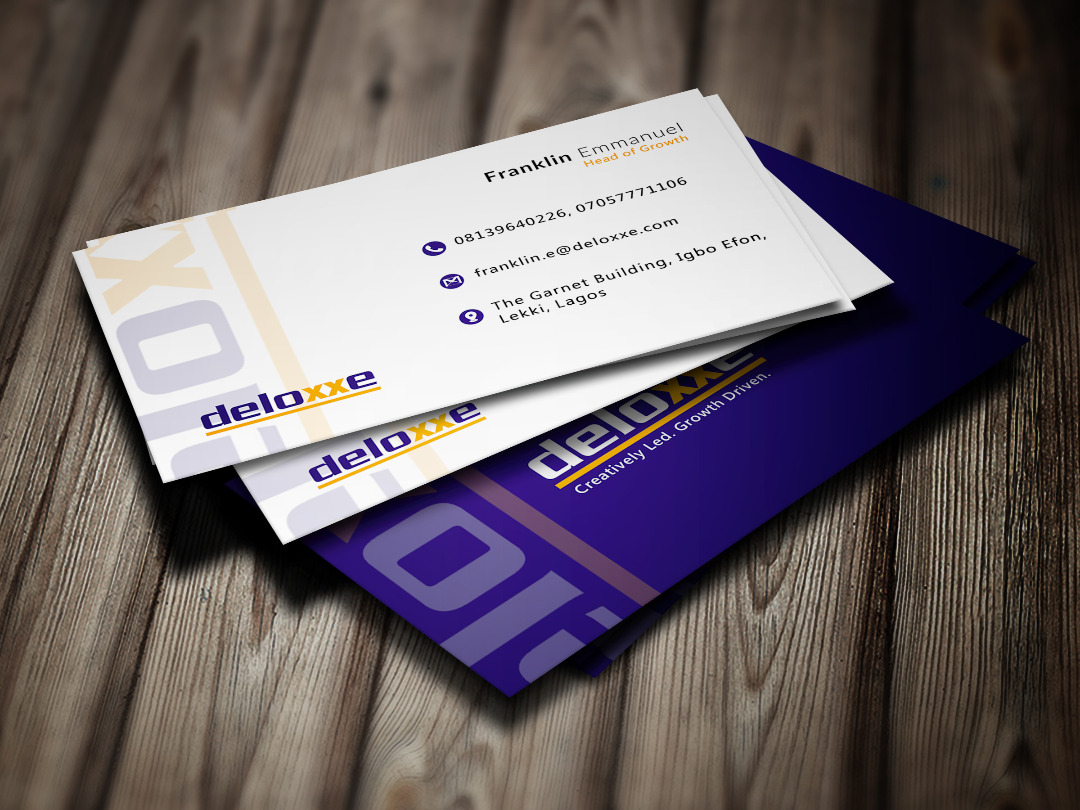 Franklin Emmanuel
Head of Growth
08139640226, 07057771106
franklin.e@deloxxe.com
The Garnet Building, Igbo Efon,
Lekki, Lagos
deloxxe
deloxxe
deloxxe
Creatively Led. Growth Driven.